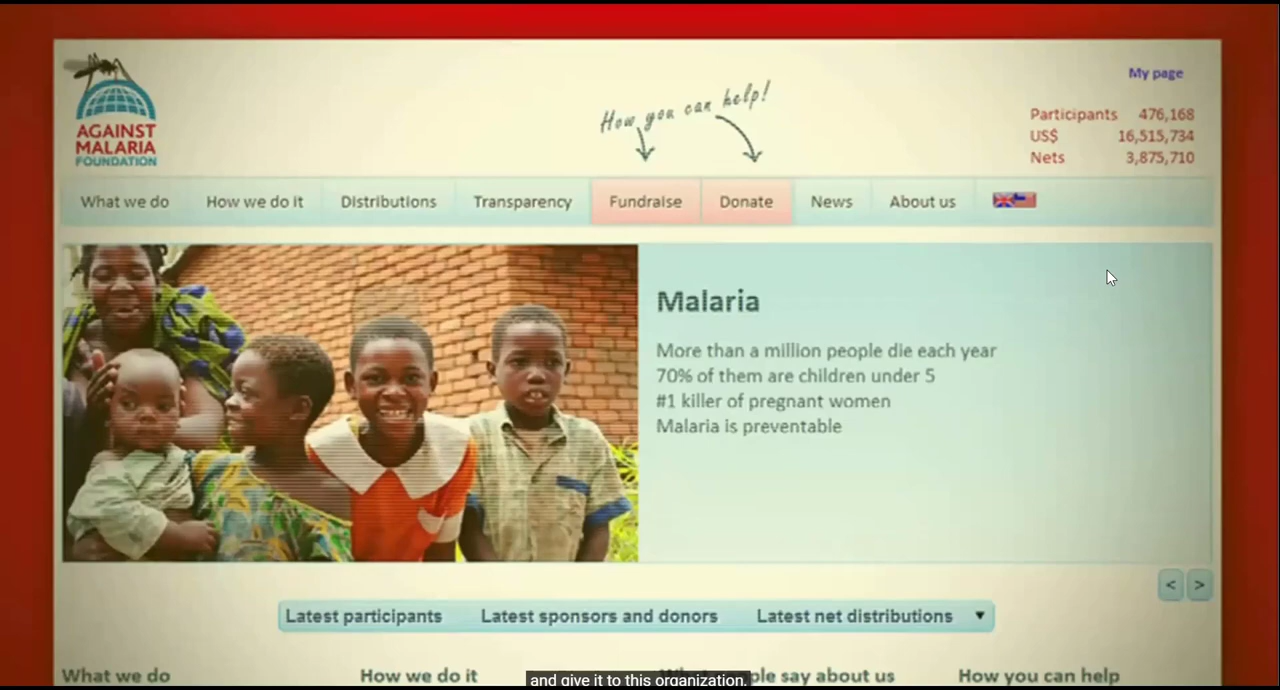 AGAINST
MALARIA
FOUNDATION
How you can help!
My page
Participants 476,168
US$ 16,515,734
Nets 3,875,710
What we do How we do it Distributions Transparency Fundraise Donate News About us
Malaria
More than a million people die each year
70% of them are children under 5
#1 killer of pregnant women
Malaria is preventable
< >
Latest participants Latest sponsors and donors Latest net distributions ▼
What we do How we do it ple say about us How you can help
and give it to this organization.